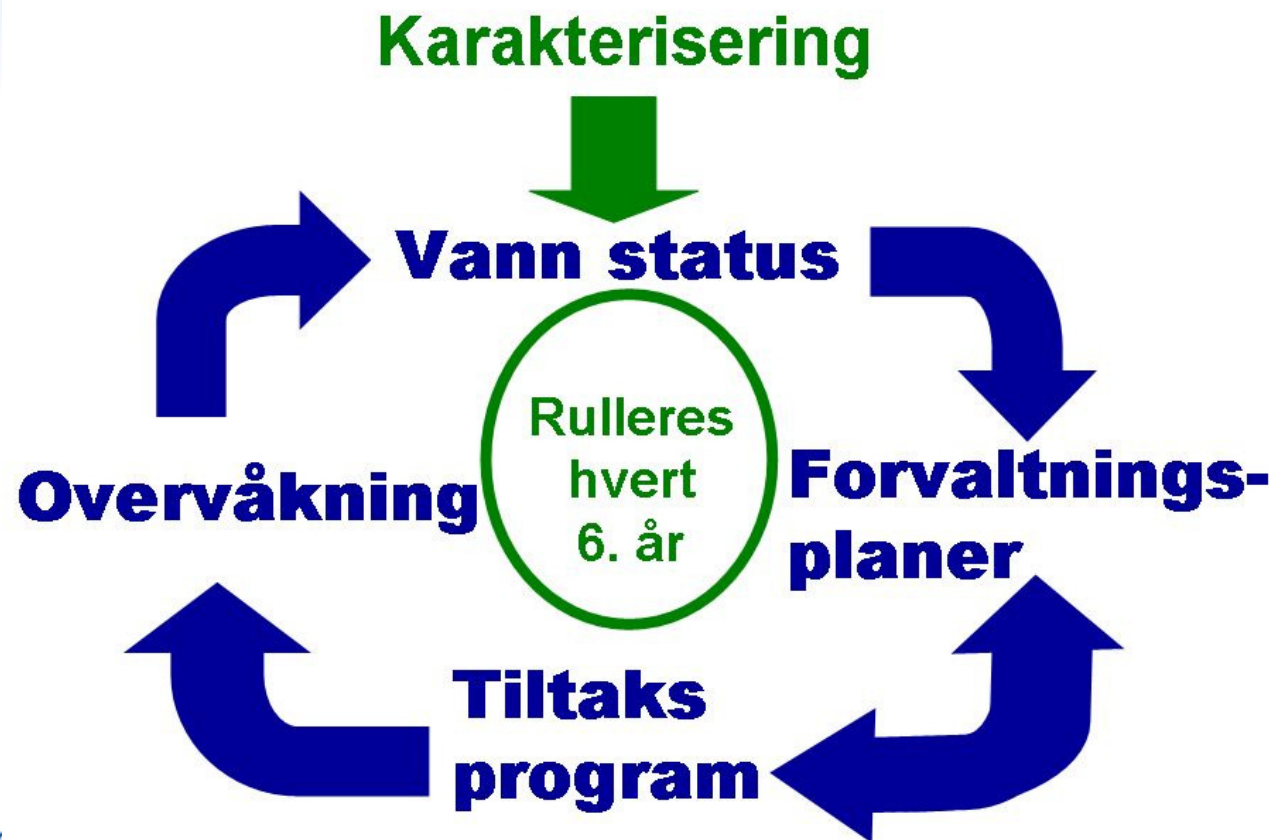 Karakterisering
Vann status
Rulleres
hvert
6. år
Overvåkning
Forvaltnings-
planer
Tiltaks
program